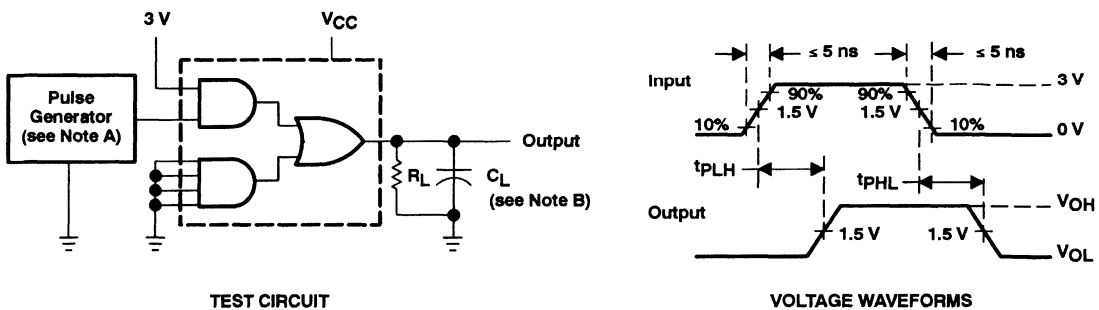 3 V
VCC
Pulse
Generator
(see Note A)
Output
RL
CL
(see Note B)
TEST CIRCUIT
≤ 5 ns
≤ 5 ns
Input
3 V
90%
90%
1.5 V
1.5 V
10%
10%
0 V
tPLH
tPHL
Output
VOH
1.5 V
1.5 V
VOL
VOLTAGE WAVEFORMS